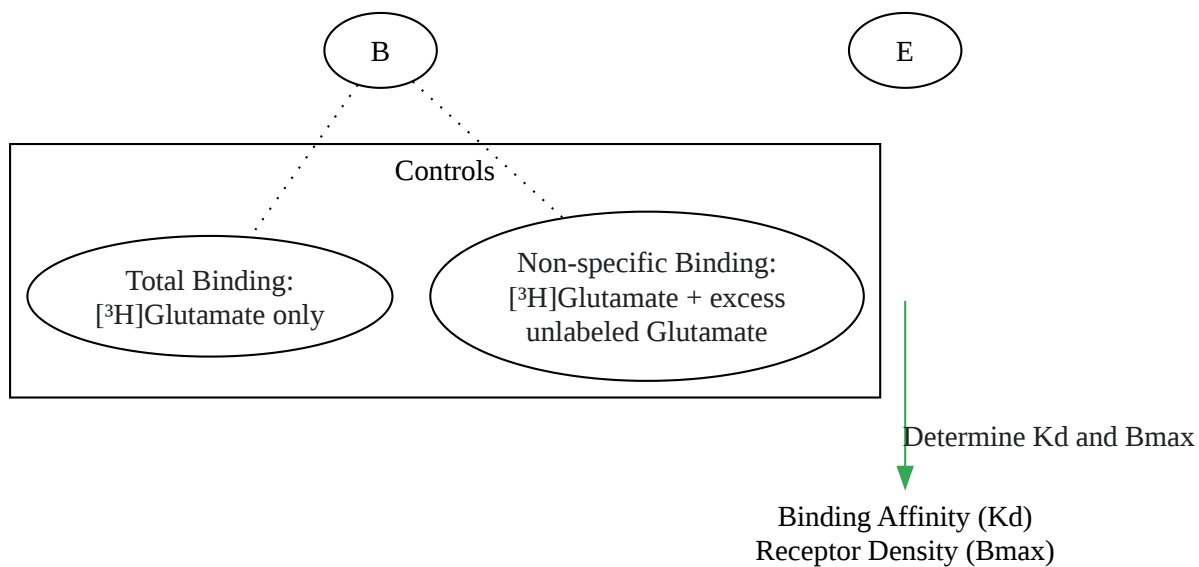 B
E
Controls
Total Binding:
[³H]Glutamate only
Non-specific Binding:
[³H]Glutamate + excess
unlabeled Glutamate
Determine Kd and Bmax
Binding Affinity (Kd)
Receptor Density (Bmax)